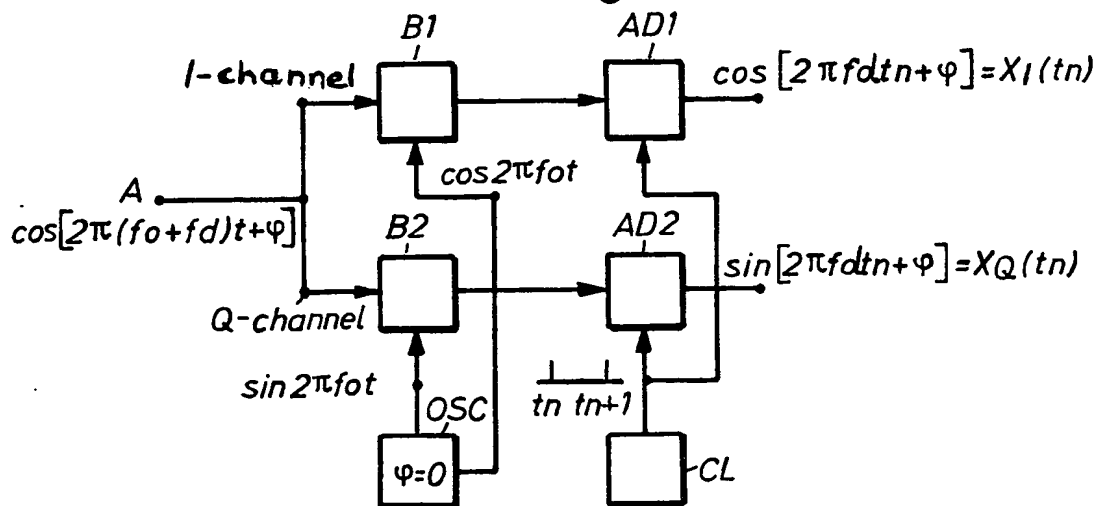 B1
AD1
I-channel
cos [2πfdtn+φ]=XI(tn)
cos2πfot
A
cos[2π(fo+fd)t+φ]
B2
AD2
sin[2πfdtn+φ]=XQ(tn)
Q-channel
sin2πfot
tn tn+1
OSC
φ=0
CL